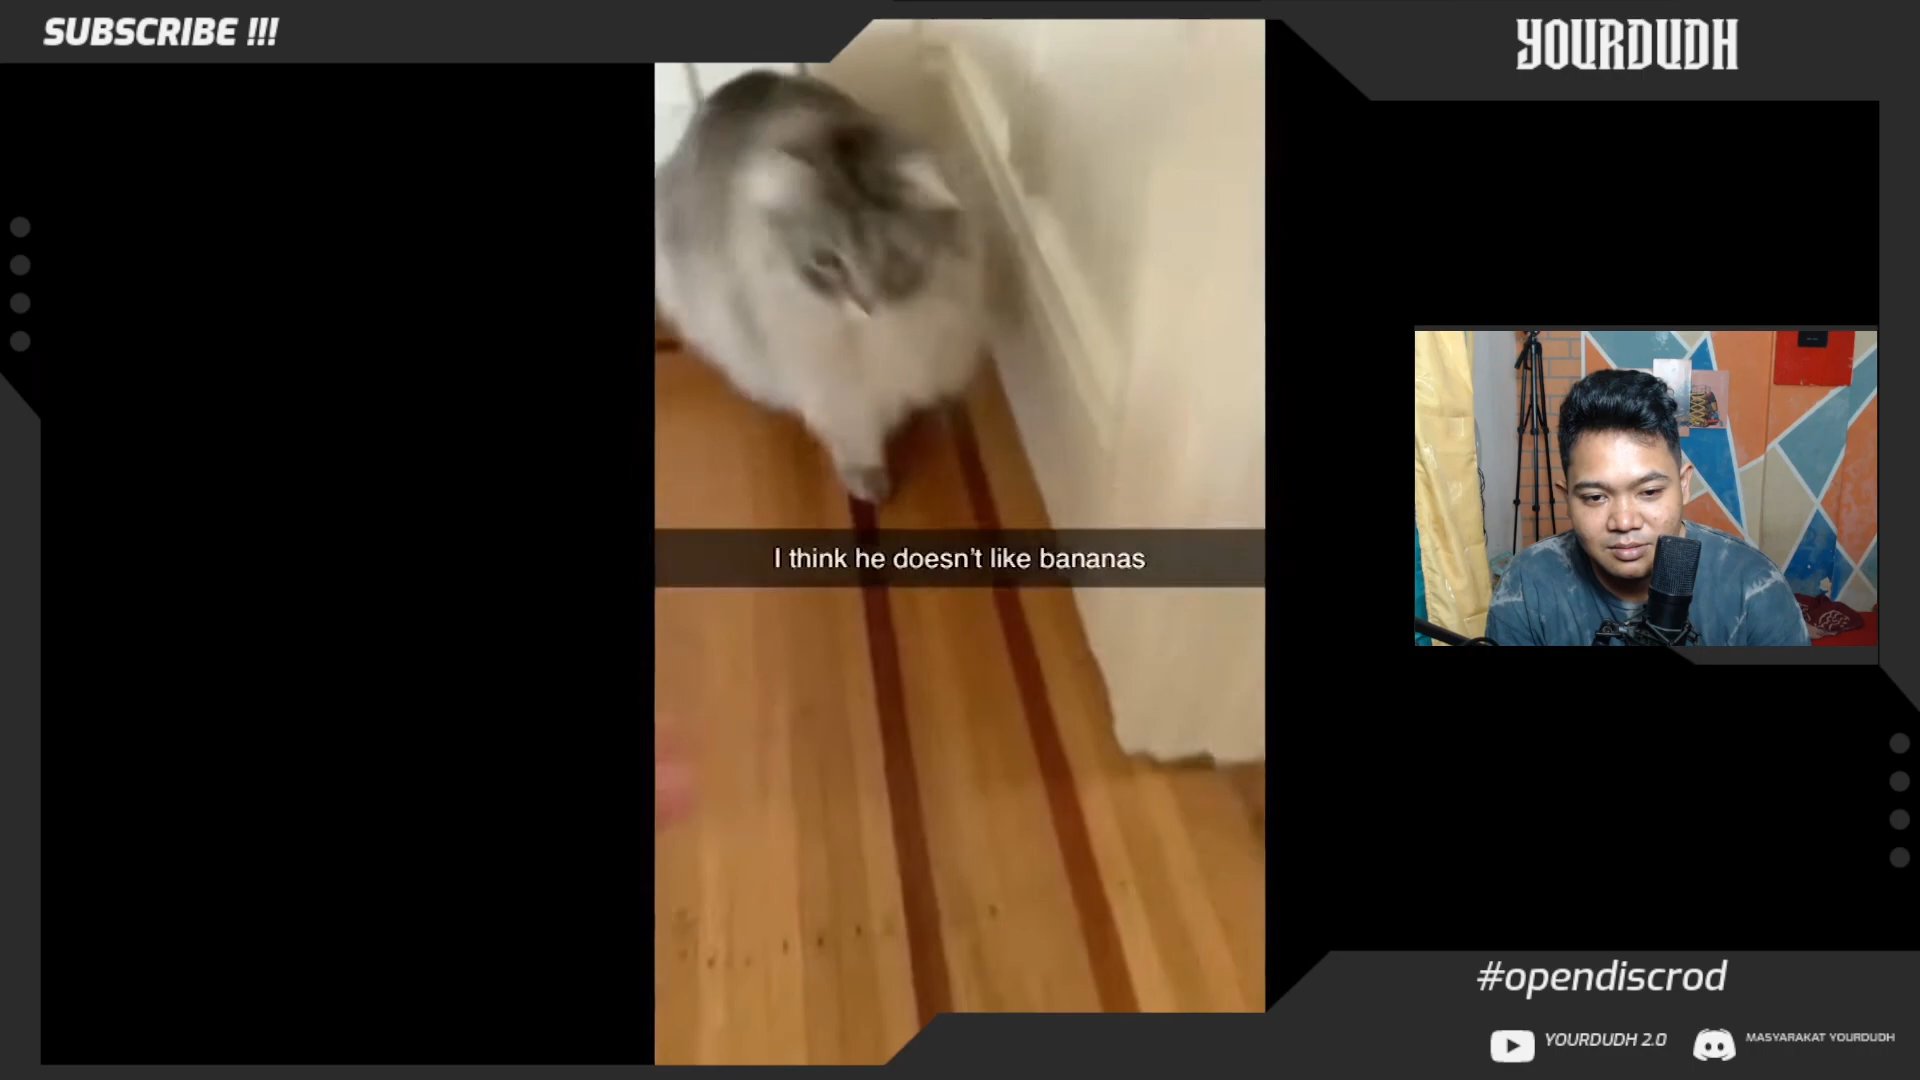 SUBSCRIBE !!!
YOURDUDH
I think he doesn't like bananas
#opendiscrod
YOURDUDH 2.0
MASYARAKAT YOURDUDH